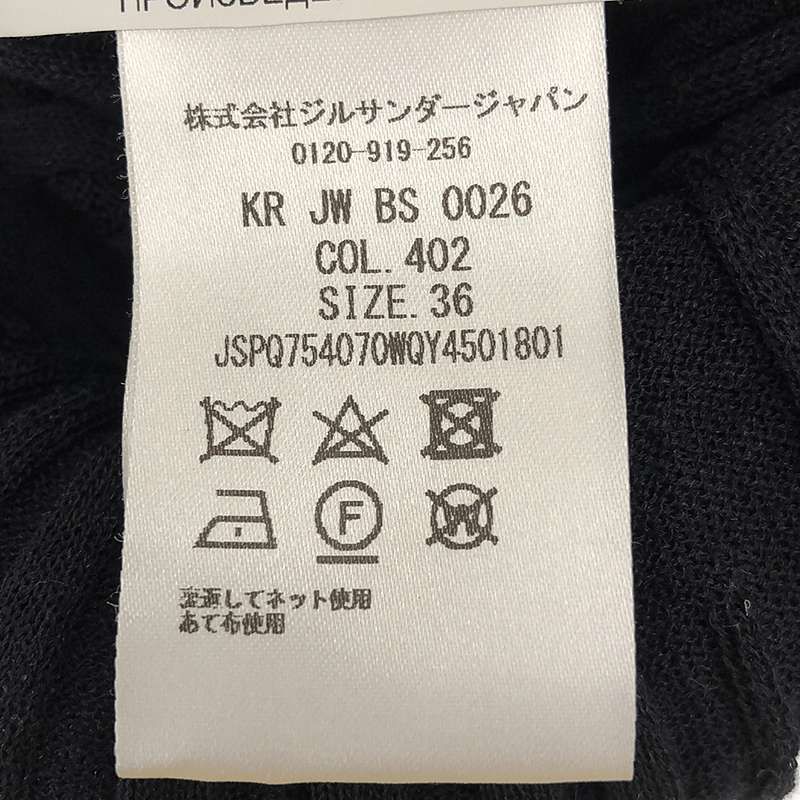 ПРОИЗВЕДЕ
株式会社ジルサンダージャパン
0120-919-256
KR JW BS 0026
COL. 402
SIZE. 36
JSPQ754070WQY4501801
F
W
裏返してネット使用
あて布使用